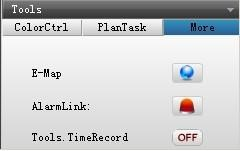 Tools
ColorCtrl PlanTask More
E-Map
AlarmLink:
Tools.TimeRecord OFF